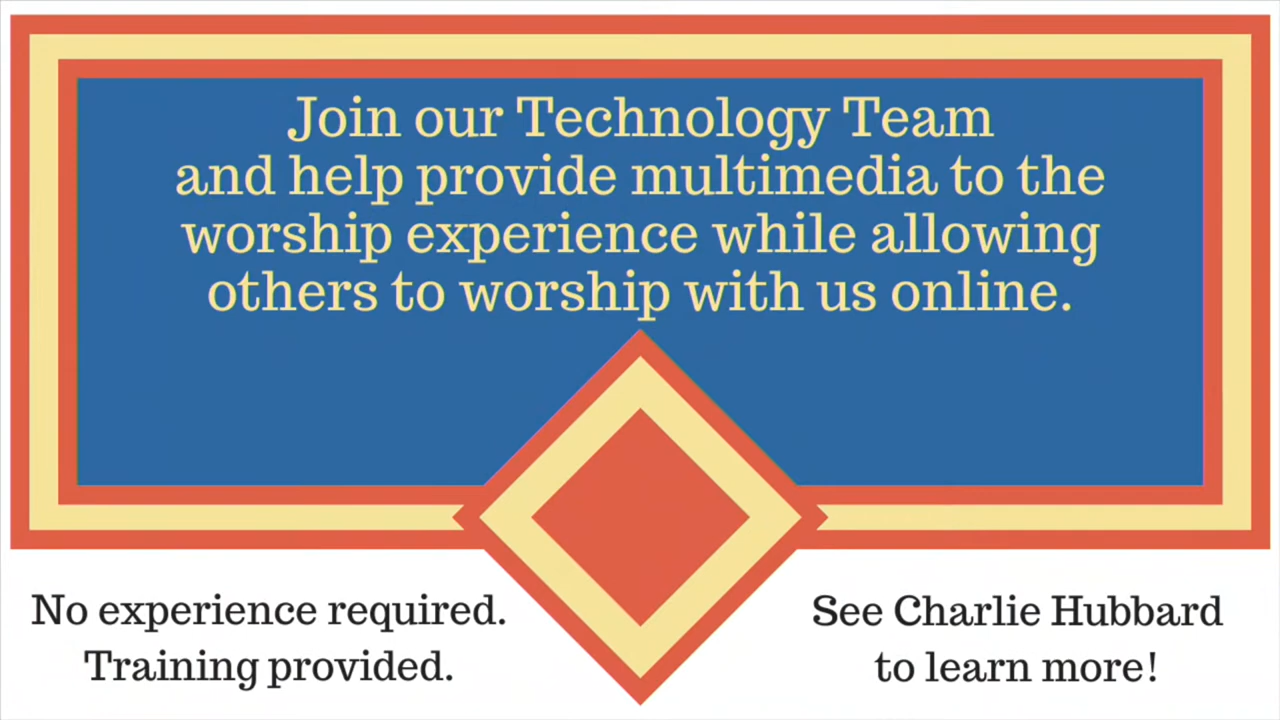 Join our Technology Team
and help provide multimedia to the
worship experience while allowing
others to worship with us online.
No experience required.
Training provided.
See Charlie Hubbard
to learn more!